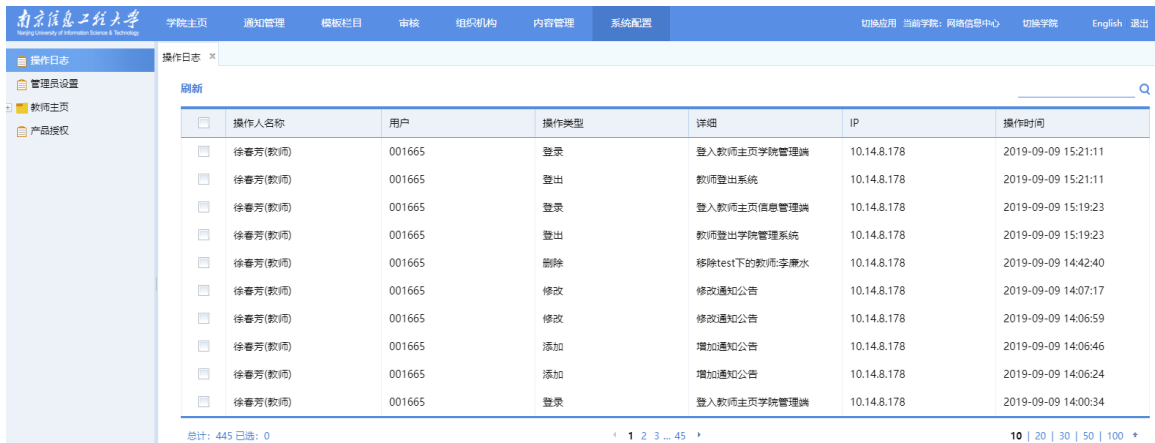 南京信息工程大学 学院主页 通知管理 模板栏目 审核 组织机构 内容管理 系统配置 切换应用 当前学院: 网络信息中心 切换学院 English 退出
Nanjing University of Information Science & Technology
操作日志 操作日志 ×
管理员设置 刷新
教师主页
产品授权
操作人名称 用户 操作类型 详细 IP 操作时间
徐春芳(教师) 001665 登录 登入教师主页学院管理端 10.14.8.178 2019-09-09 15:21:11
徐春芳(教师) 001665 登出 教师登出系统 10.14.8.178 2019-09-09 15:21:11
徐春芳(教师) 001665 登录 登入教师主页信息管理端 10.14.8.178 2019-09-09 15:19:23
徐春芳(教师) 001665 登出 教师登出学院管理系统 10.14.8.178 2019-09-09 15:19:23
徐春芳(教师) 001665 删除 移除test下的教师:李廉水 10.14.8.178 2019-09-09 14:42:40
徐春芳(教师) 001665 修改 修改通知公告 10.14.8.178 2019-09-09 14:07:17
徐春芳(教师) 001665 修改 修改通知公告 10.14.8.178 2019-09-09 14:06:59
徐春芳(教师) 001665 添加 增加通知公告 10.14.8.178 2019-09-09 14:06:46
徐春芳(教师) 001665 添加 增加通知公告 10.14.8.178 2019-09-09 14:06:24
徐春芳(教师) 001665 登录 登入教师主页学院管理端 10.14.8.178 2019-09-09 14:00:34
总计: 445 已选: 0 1 2 3 ... 45 10 | 20 | 30 | 50 | 100